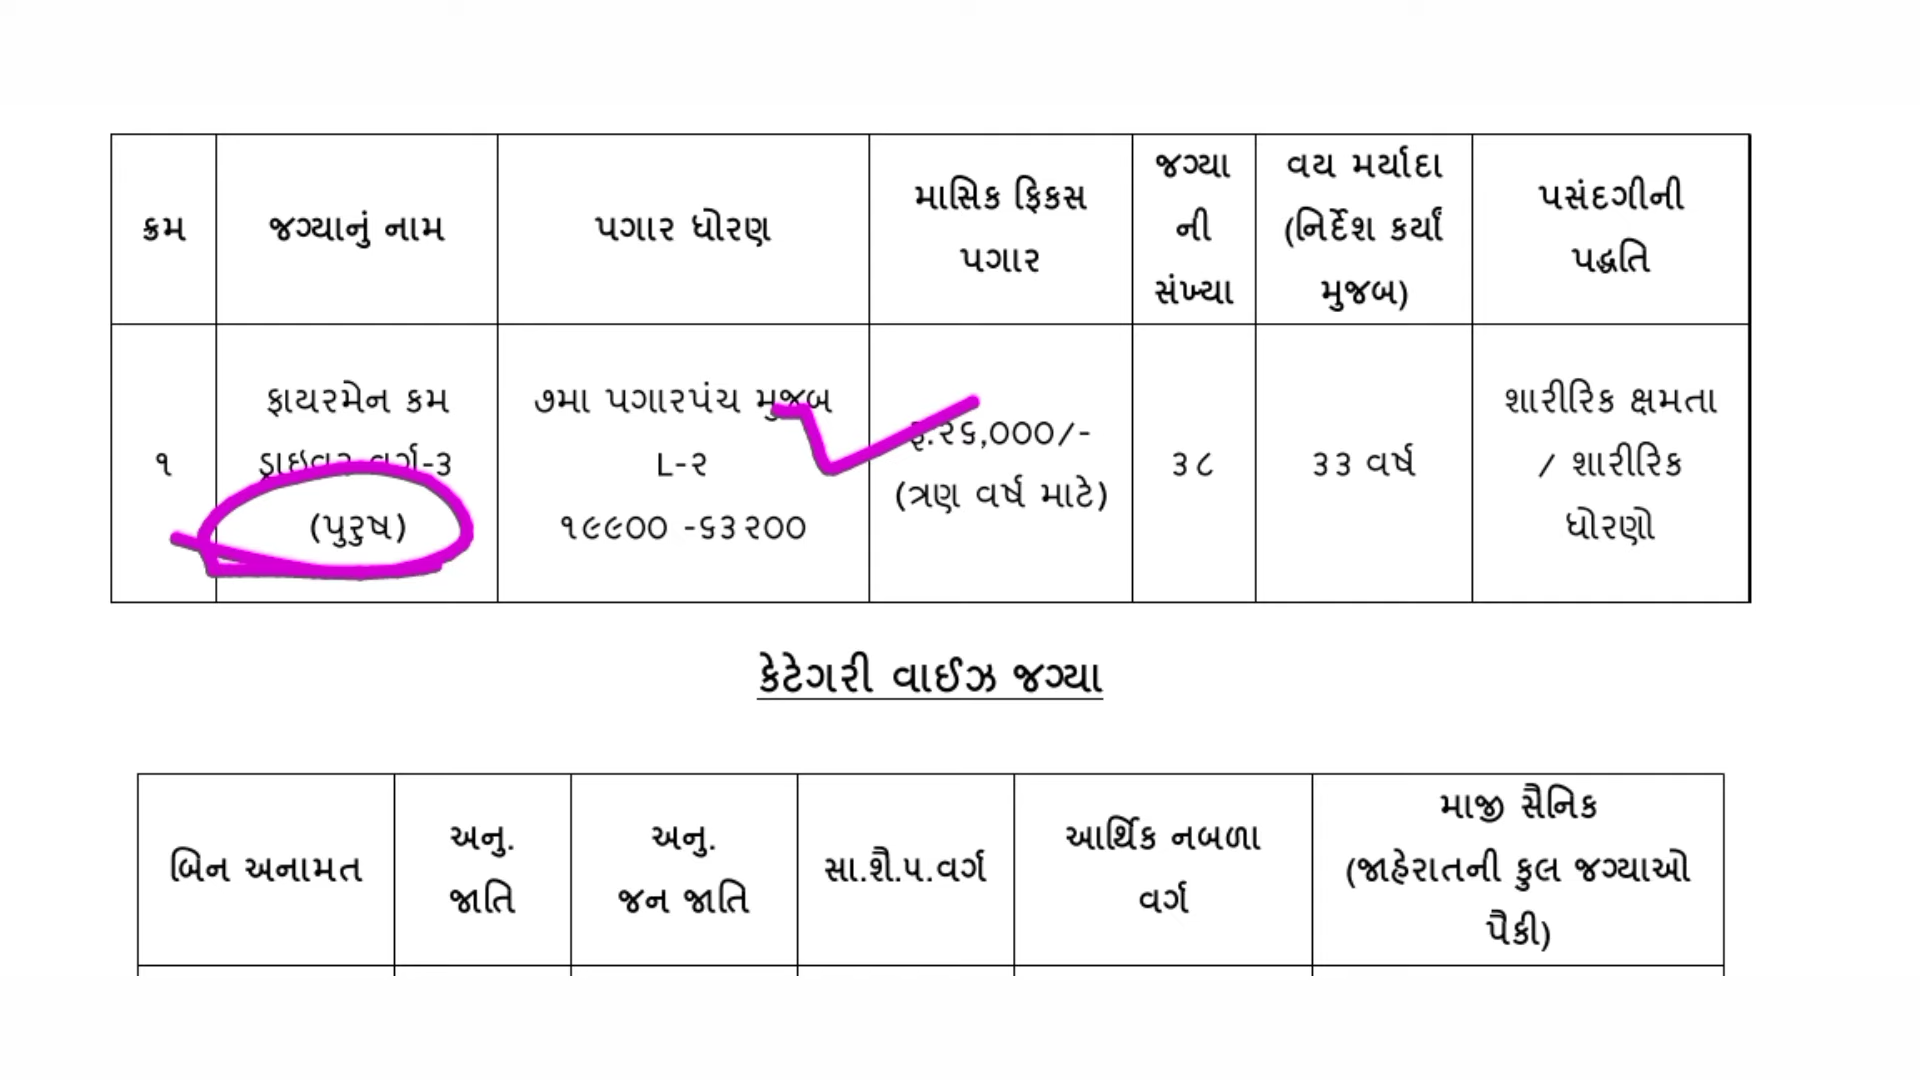 ક્રમ
જગ્યાનું નામ
પગાર ધોરણ
માસિક ફિકસ
પગાર
જગ્યા
ની
સંખ્યા
વય મર્યાદા
(નિર્દેશ કર્યાં
મુજબ)
પસંદગીની
પદ્ધતિ
૧
ફાયરમેન કમ
ડ્રાઇવર વર્ગ-૩
(પુરુષ)
૭મા પગારપંચ મુજબ
L-૨
૧૯૯૦૦ -૬૩૨૦૦
રૂ.૨૬,૦૦૦/-
(ત્રણ વર્ષ માટે)
૩૮
૩૩ વર્ષ
શારીરિક ક્ષમતા
/ શારીરિક
ધોરણો
કેટેગરી વાઈઝ જગ્યા
બિન અનામત
અનુ.
જાતિ
અનુ.
જન જાતિ
સા.શૈ.પ.વર્ગ
આર્થિક નબળા
વર્ગ
માજી સૈનિક
(જાહેરાતની કુલ જગ્યાઓ
પૈકી)